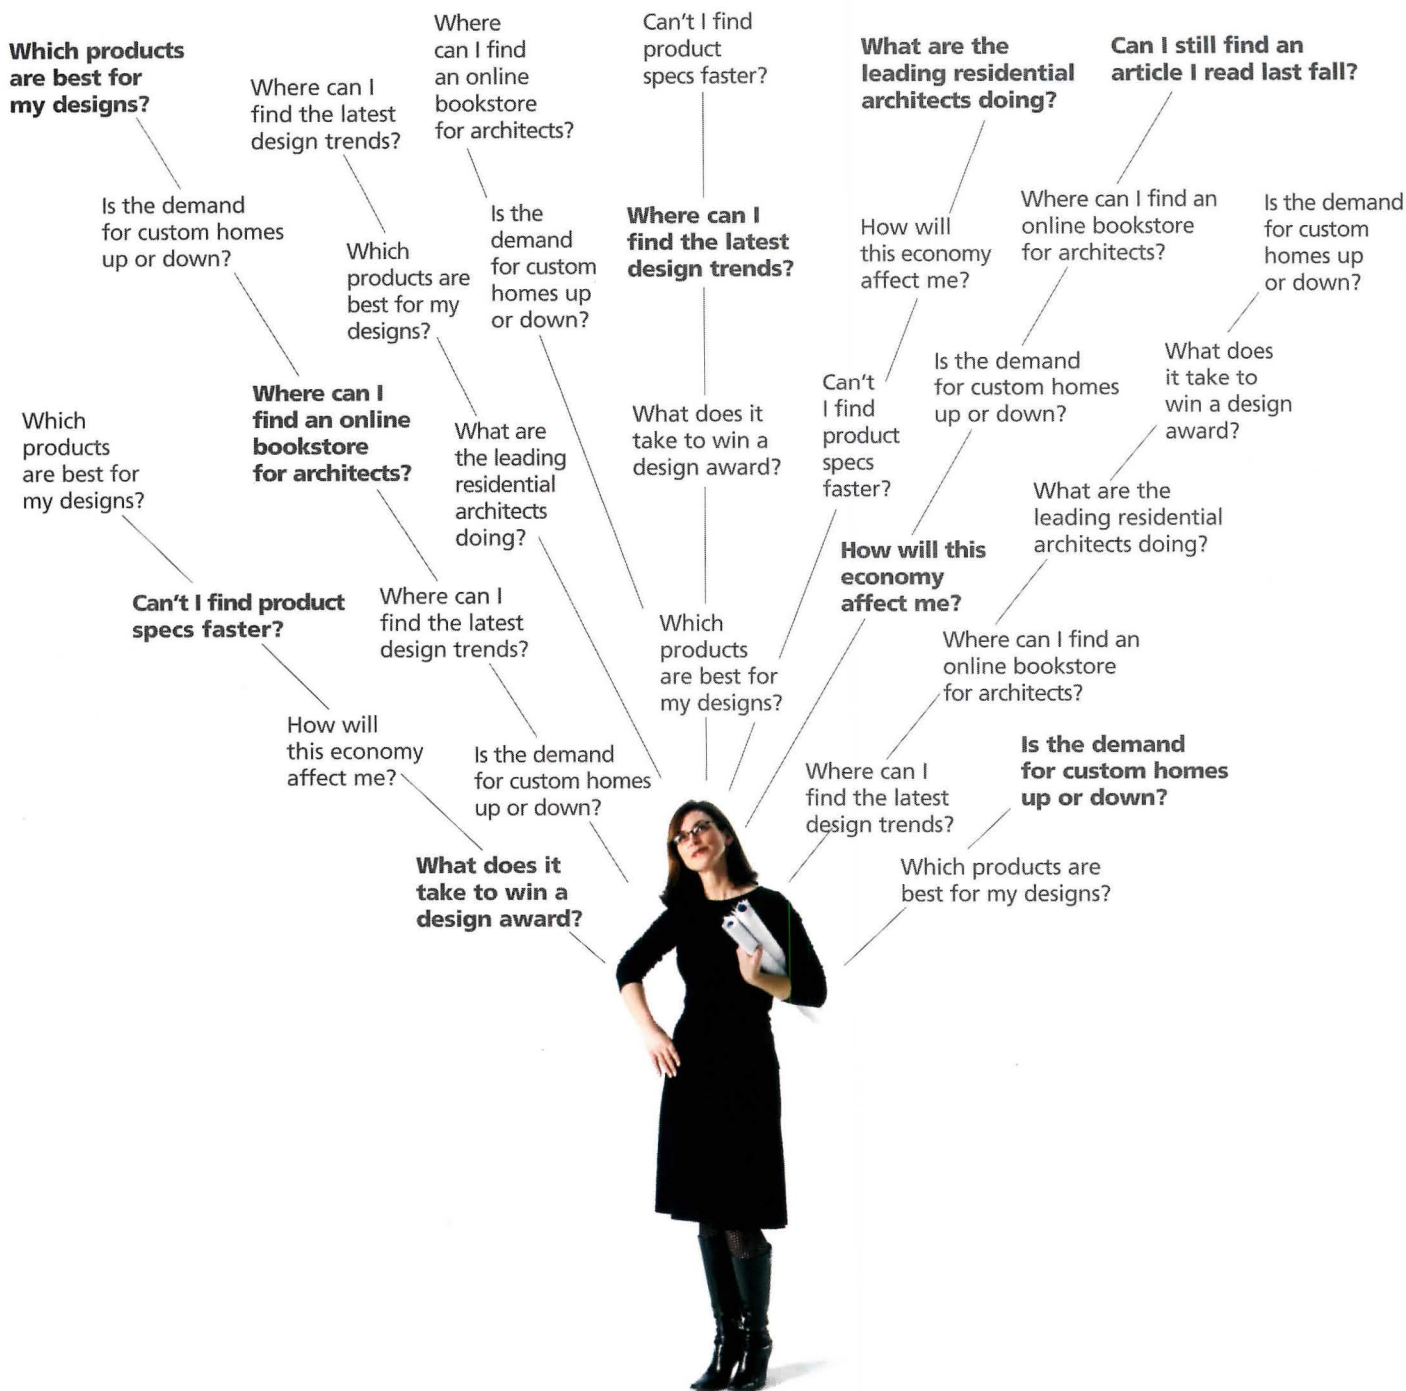 Which products
are best for
my designs?
Is the demand
for custom homes
up or down?
Where can I
find an online
bookstore
for architects?
Where can I
find the latest
design trends?
Is the demand
for custom homes
up or down?
Which
products
are best for
my designs?
Can't I find product
specs faster?
How will
this economy
affect me?
What does it
take to win a
design award?
Where can I
find the latest
design trends?
Which
products are
best for my
designs?
What are
the leading
residential
architects
doing?
Where
can I find
an online
bookstore
for architects?
Is the
demand
for custom
homes up
or down?
Can't I find
product
specs faster?
Where can I
find the latest
design trends?
What does it
take to win a
design award?
Which
products
are best for
my designs?
What are the
leading residential
architects doing?
How will
this economy
affect me?
Can't
I find
product
specs
faster?
Can I still find an
article I read last fall?
Where can I find an
online bookstore
for architects?
Is the demand
for custom homes
up or down?
How will this
economy
affect me?
Is the demand
for custom
homes up
or down?
What does
it take to
win a design
award?
What are the
leading residential
architects doing?
Where can I find an
online bookstore
for architects?
Where can I
find the latest
design trends?
Is the demand
for custom homes
up or down?
Which products are
best for my designs?